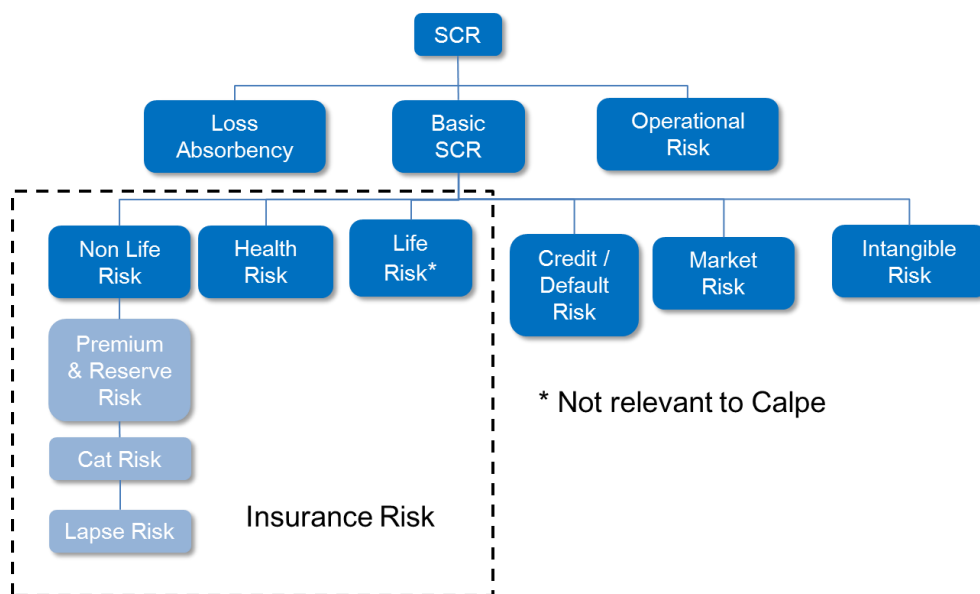 SCR
Loss
Absorbency
Basic
SCR
Operational
Risk
Non Life
Risk
Health
Risk
Life
Risk*
Credit /
Default
Risk
Market
Risk
Intangible
Risk
Premium
& Reserve
Risk
* Not relevant to Calpe
Cat Risk
Lapse Risk
Insurance Risk